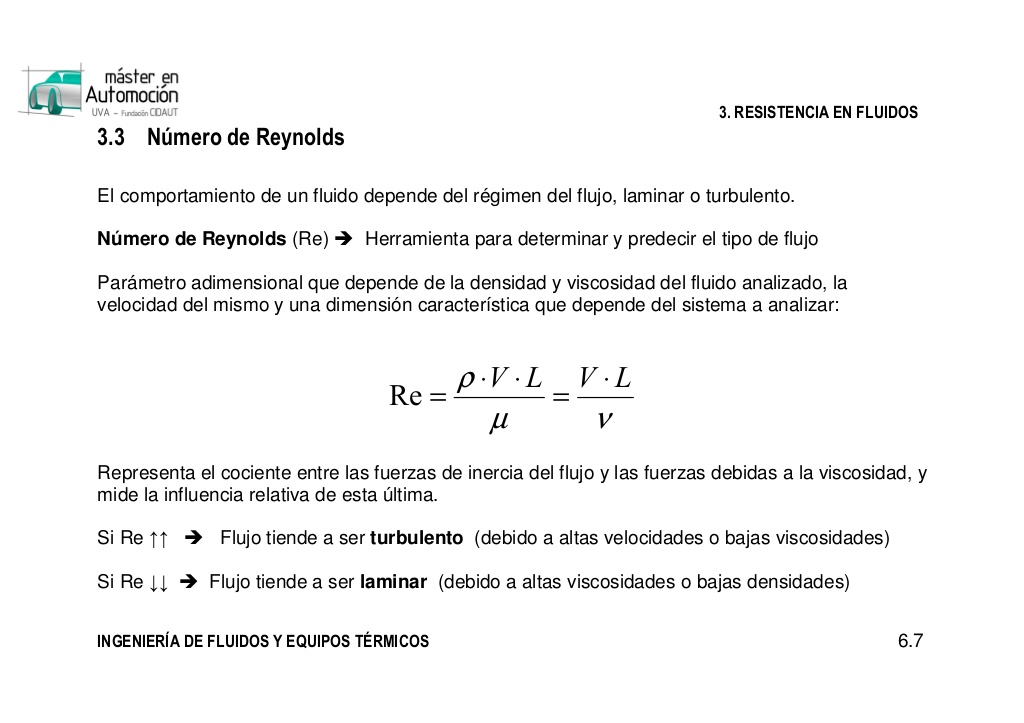 máster en
Automoción
UVA – Fundación CIDAUT
3. RESISTENCIA EN FLUIDOS
3.3 Número de Reynolds
El comportamiento de un fluido depende del régimen del flujo, laminar o turbulento.
Número de Reynolds (Re) ➔ Herramienta para determinar y predecir el tipo de flujo
Parámetro adimensional que depende de la densidad y viscosidad del fluido analizado, la
velocidad del mismo y una dimensión característica que depende del sistema a analizar:
Re = ρ · V · L / μ = V · L / ν
Representa el cociente entre las fuerzas de inercia del flujo y las fuerzas debidas a la viscosidad, y
mide la influencia relativa de esta última.
Si Re ↑↑ ➔ Flujo tiende a ser turbulento (debido a altas velocidades o bajas viscosidades)
Si Re ↓↓ ➔ Flujo tiende a ser laminar (debido a altas viscosidades o bajas densidades)
INGENIERÍA DE FLUIDOS Y EQUIPOS TÉRMICOS
6.7